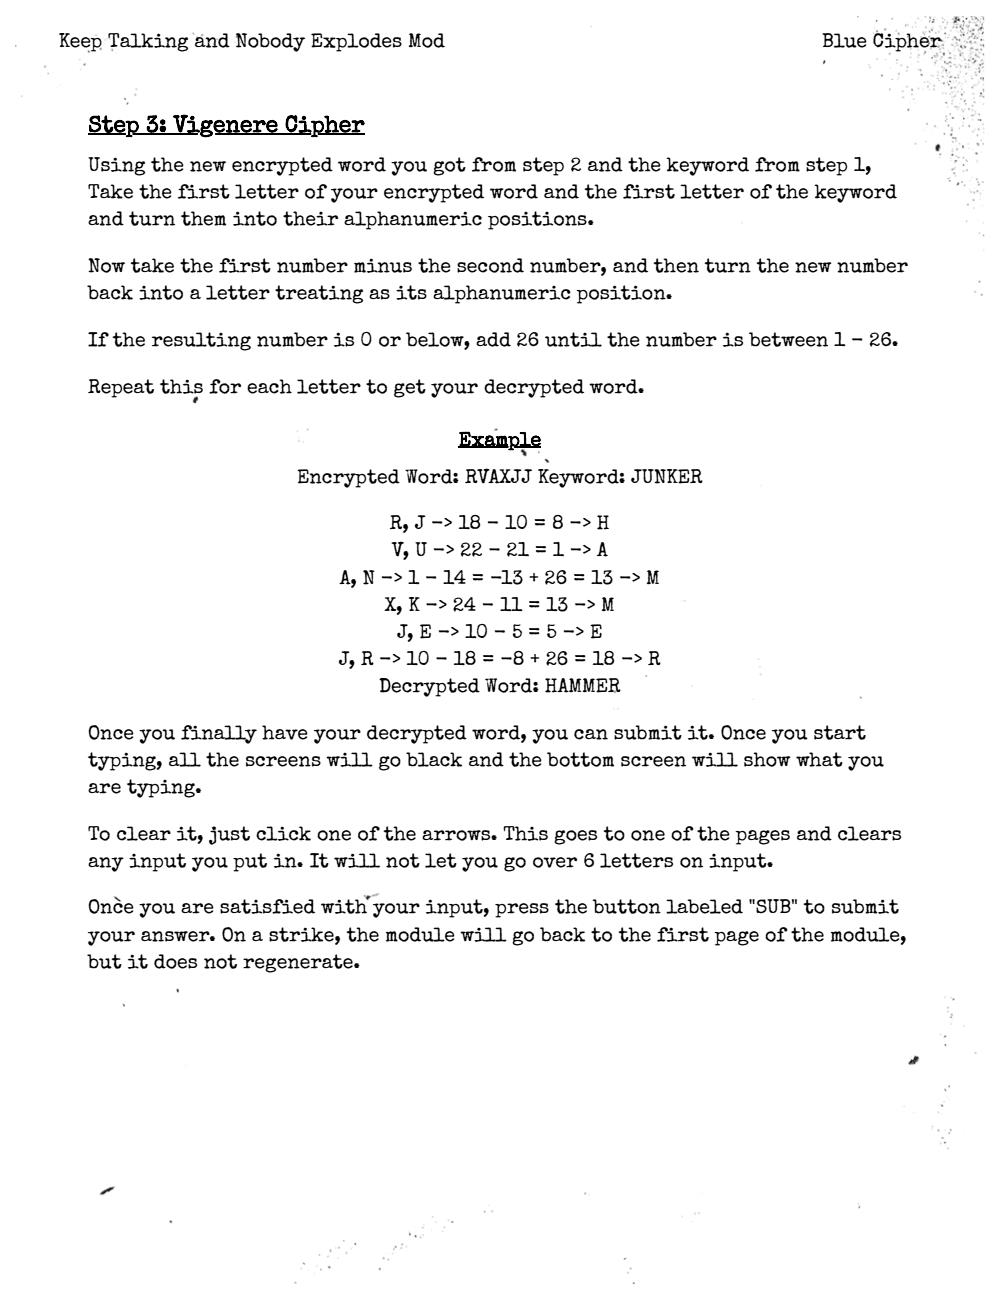 Keep Talking and Nobody Explodes Mod
Blue Cipher
Step 3: Vigenere Cipher
Using the new encrypted word you got from step 2 and the keyword from step 1,
Take the first letter of your encrypted word and the first letter of the keyword
and turn them into their alphanumeric positions.
Now take the first number minus the second number, and then turn the new number
back into a letter treating as its alphanumeric position.
If the resulting number is 0 or below, add 26 until the number is between 1 - 26.
Repeat this for each letter to get your decrypted word.
Example
Encrypted Word: RVAXJJ Keyword: JUNKER
R, J -> 18 - 10 = 8 -> H
V, U -> 22 - 21 = 1 -> A
A, N -> 1 - 14 = -13 + 26 = 13 -> M
X, K -> 24 - 11 = 13 -> M
J, E -> 10 - 5 = 5 -> E
J, R -> 10 - 18 = -8 + 26 = 18 -> R
Decrypted Word: HAMMER
Once you finally have your decrypted word, you can submit it. Once you start
typing, all the screens will go black and the bottom screen will show what you
are typing.
To clear it, just click one of the arrows. This goes to one of the pages and clears
any input you put in. It will not let you go over 6 letters on input.
Once you are satisfied with your input, press the button labeled "SUB" to submit
your answer. On a strike, the module will go back to the first page of the module,
but it does not regenerate.